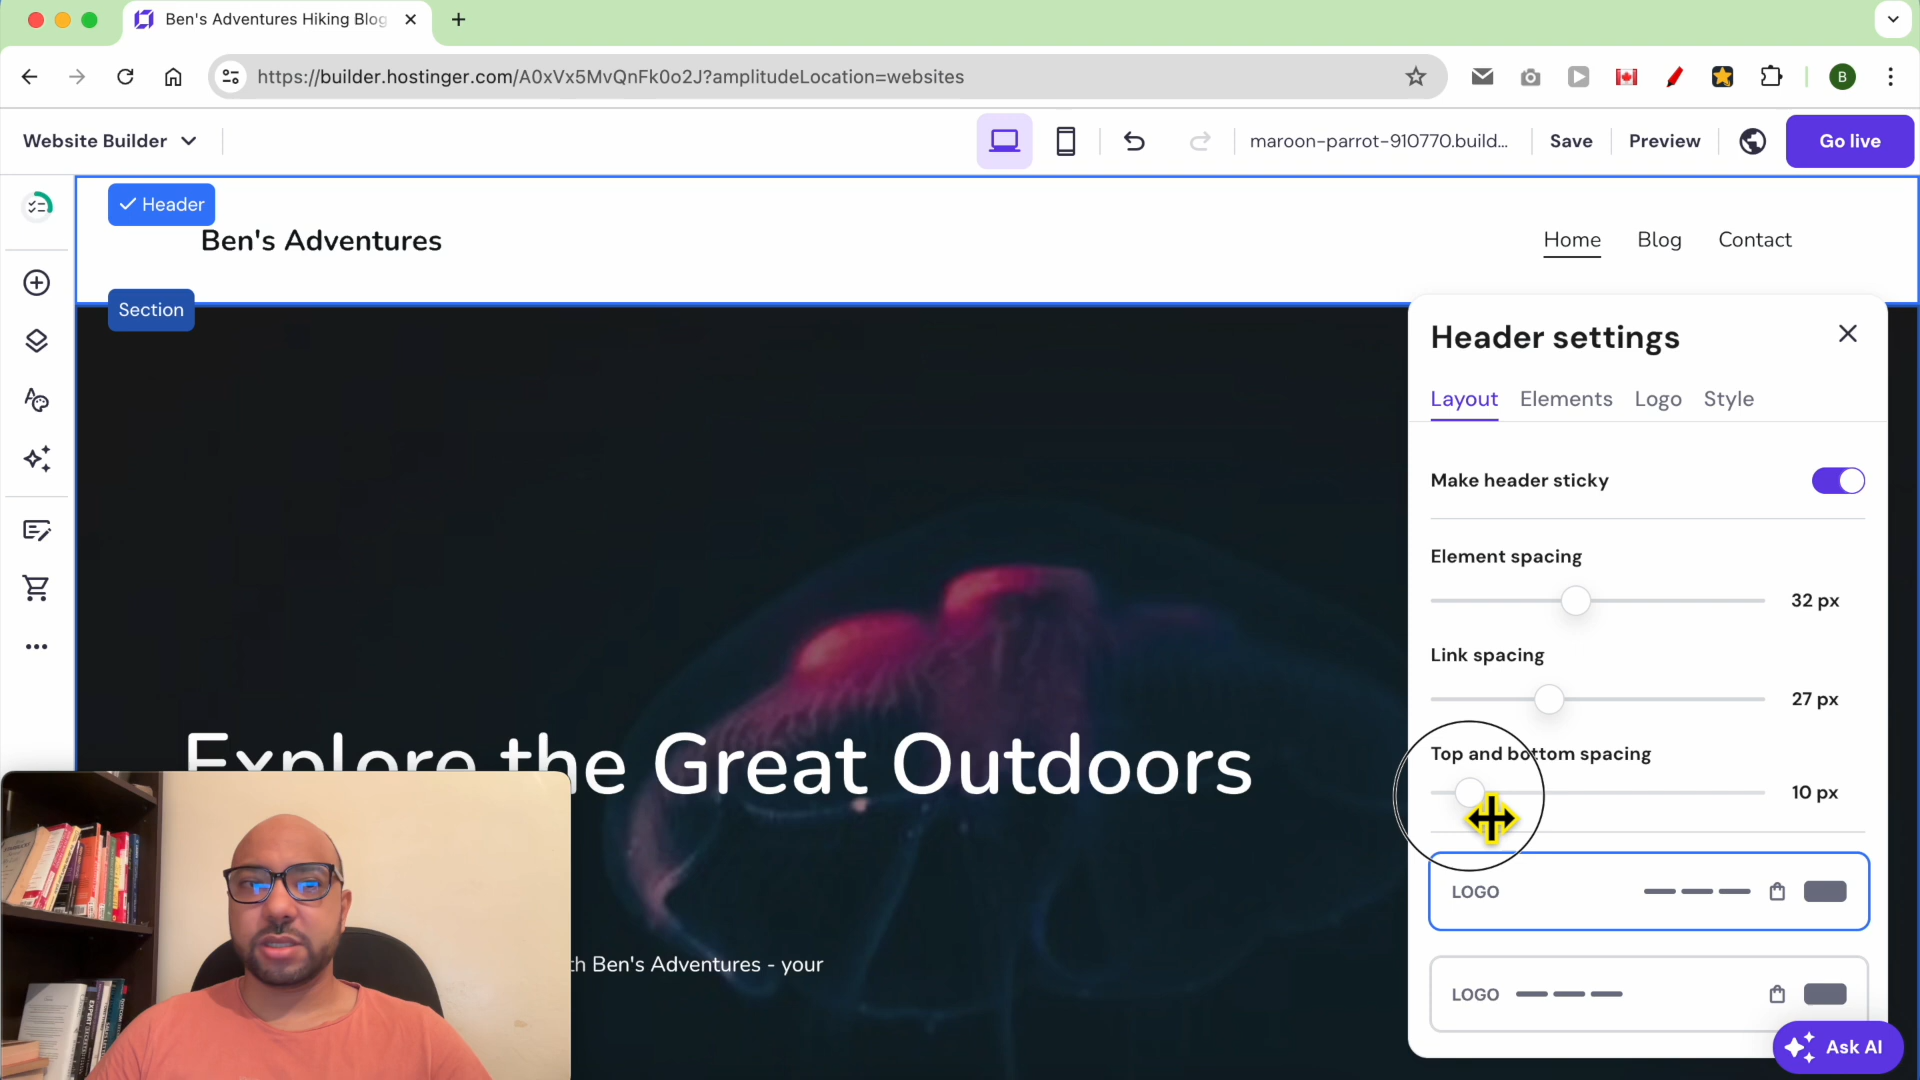 Ben's Adventures Hiking Blog
https://builder.hostinger.com/A0xVx5MvQnFk0o2J?amplitudeLocation=websites
B
Website Builder
maroon-parrot-910770.build...
Save
Preview
Go live
Header
Ben's Adventures
Home
Blog
Contact
Section
Header settings
Layout
Elements
Logo
Style
Make header sticky
Element spacing
32 px
Link spacing
27 px
Top and bottom spacing
10 px
LOGO
LOGO
Explore the Great Outdoors
th Ben's Adventures - your
Ask AI